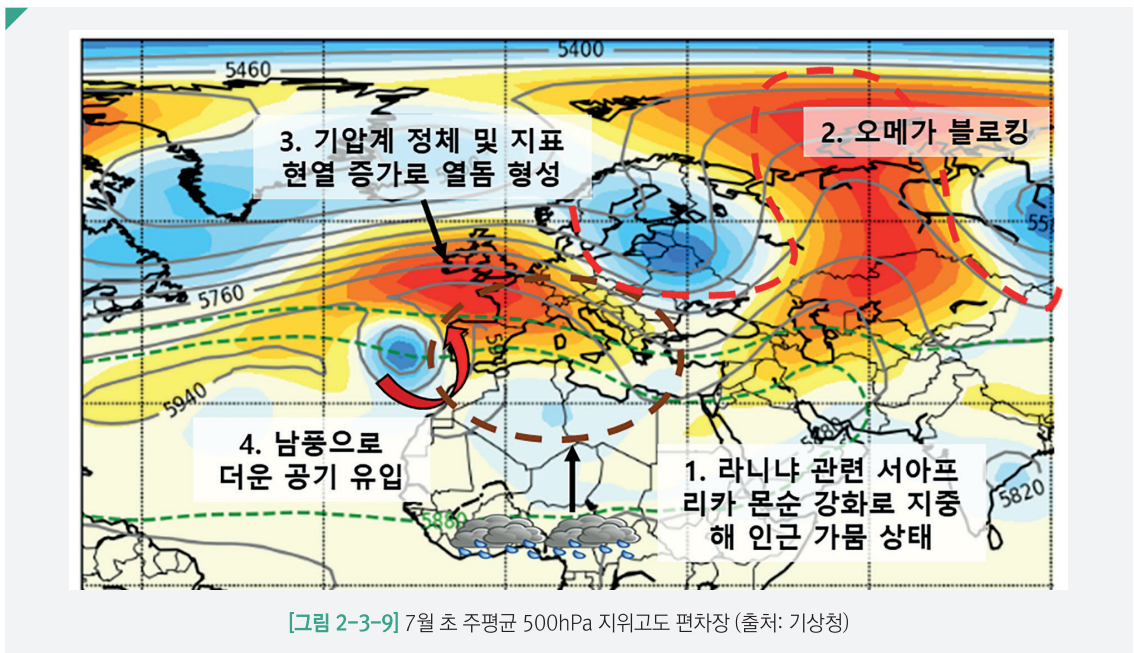 5400
5460
3. 기압계 정체 및 지표
현열 증가로 열돔 형성
2. 오메가 블로킹
5760
5940
4. 남풍으로
더운 공기 유입
1. 라니냐 관련 서아프
리카 몬순 강화로 지중
해 인근 가뭄 상태
5820
5880
[그림 2-3-9] 7월 초 주평균 500hPa 지위고도 편차장 (출처: 기상청)